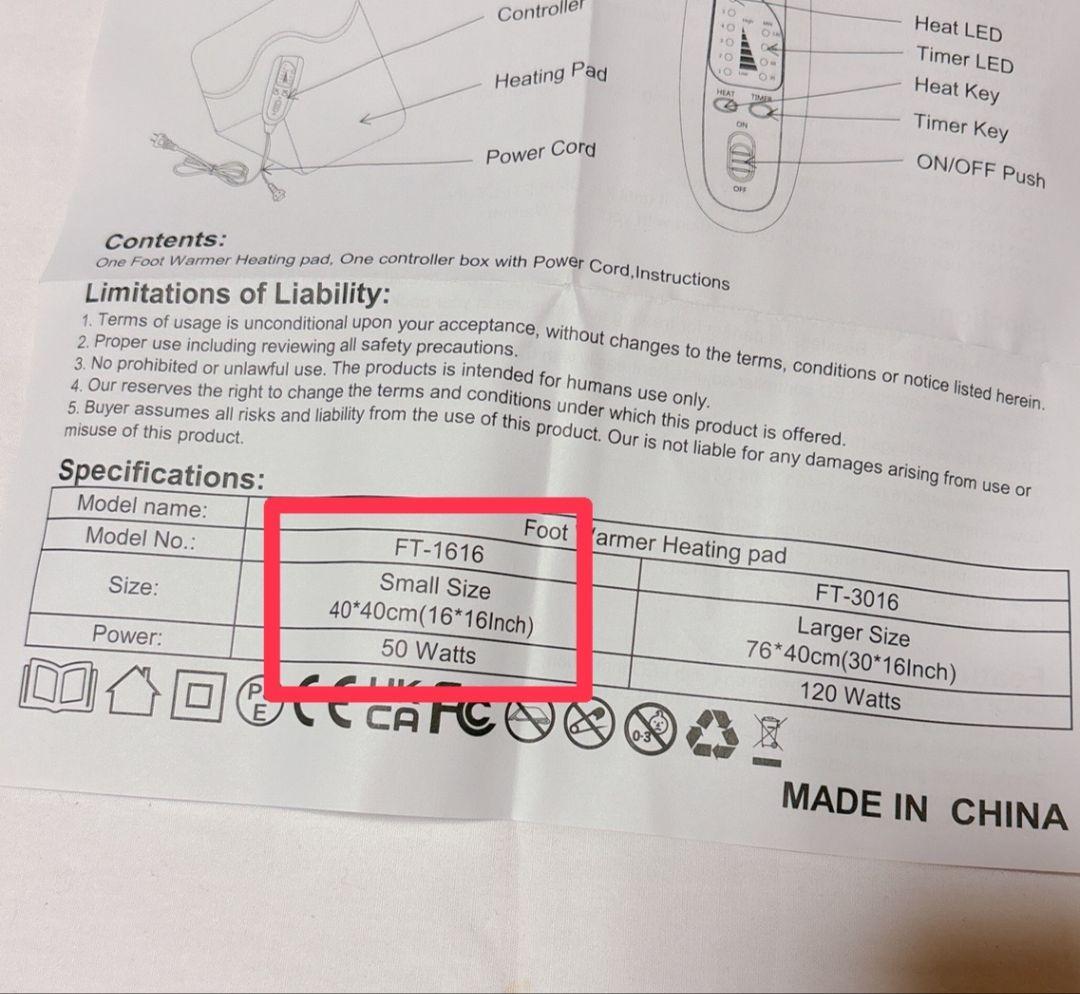 Controller
Heating Pad
Power Cord
High
Low
HEAT
TIMER
ON
OFF
Heat LED
Timer LED
Heat Key
Timer Key
ON/OFF Push
Contents:
One Foot Warmer Heating pad, One controller box with Power Cord,Instructions
Limitations of Liability:
1. Terms of usage is unconditional upon your acceptance, without changes to the terms, conditions or notice listed herein.
2. Proper use including reviewing all safety precautions.
3. No prohibited or unlawful use. The products is intended for humans use only.
4. Our reserves the right to change the terms and conditions under which this product is offered.
5. Buyer assumes all risks and liability from the use of this product. Our is not liable for any damages arising from use or
misuse of this product.
Specifications:
Model name: Foot Warmer Heating pad
Model No.: FT-1616 FT-3016
Size: Small Size Larger Size
40*40cm(16*16Inch) 76*40cm(30*16Inch)
Power: 50 Watts 120 Watts
CE
CA
FC
0-3
MADE IN CHINA